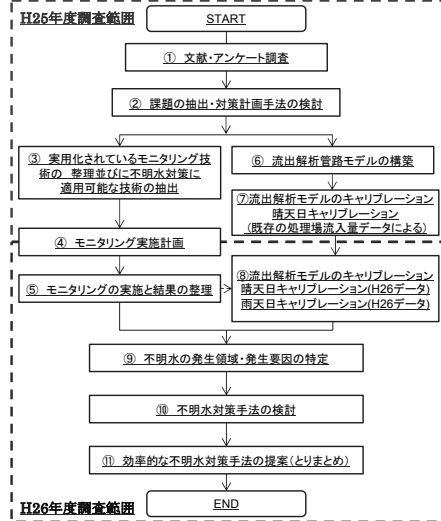 H25年度調査範囲
START
① 文献・アンケート調査
② 課題の抽出・対策計画手法の検討
③ 実用化されているモニタリング技
術の 整理並びに不明水対策に
適用可能な技術の抽出
⑥ 流出解析管路モデルの構築
⑦流出解析モデルのキャリブレーション
晴天日キャリブレーション
(既存の処理場流入量データによる)
④ モニタリング実施計画
⑤ モニタリングの実施と結果の整理
⑧流出解析モデルのキャリブレーション
晴天日キャリブレーション(H26データ)
雨天日キャリブレーション(H26データ)
⑨ 不明水の発生領域・発生要因の特定
⑩ 不明水対策手法の検討
⑪ 効率的な不明水対策手法の提案(とりまとめ)
END
H26年度調査範囲